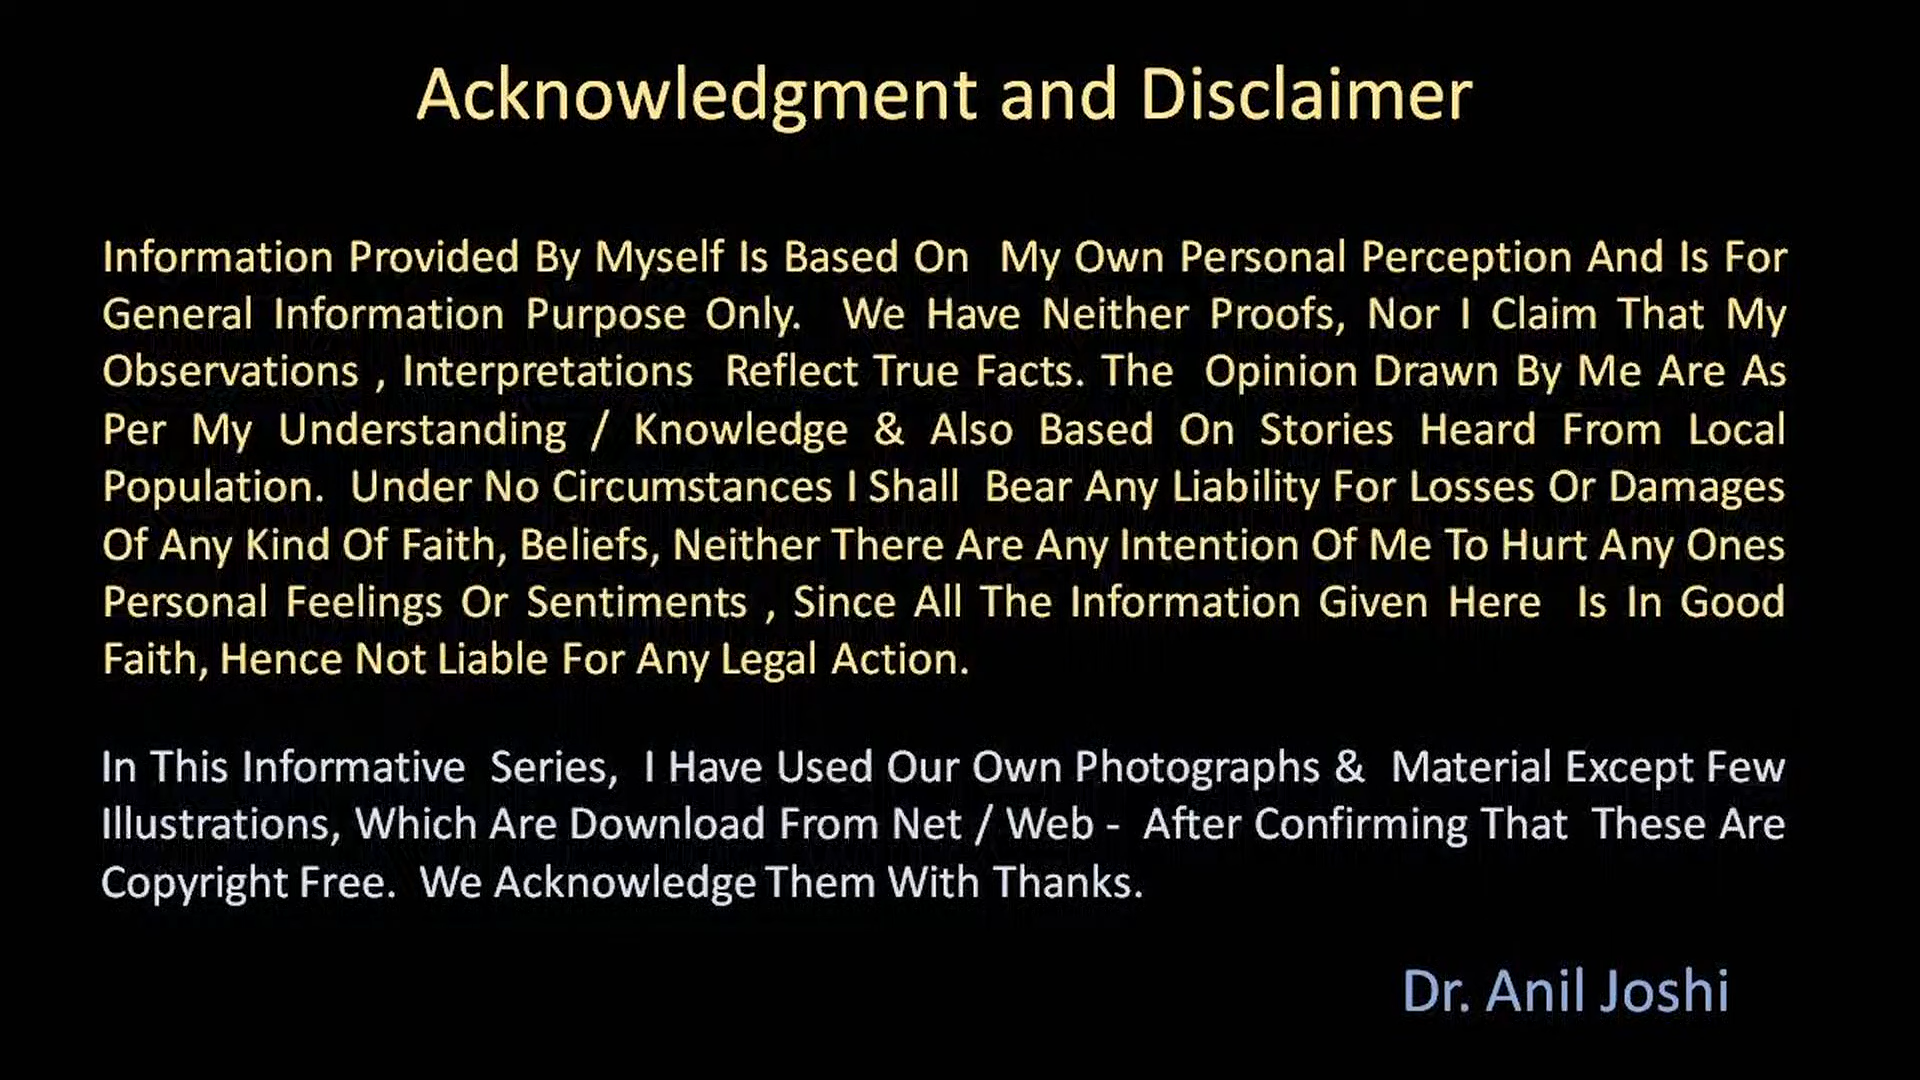 Acknowledgment and Disclaimer
Information Provided By Myself Is Based On My Own Personal Perception And Is For
General Information Purpose Only. We Have Neither Proofs, Nor I Claim That My
Observations , Interpretations Reflect True Facts. The Opinion Drawn By Me Are As
Per My Understanding / Knowledge & Also Based On Stories Heard From Local
Population. Under No Circumstances I Shall Bear Any Liability For Losses Or Damages
Of Any Kind Of Faith, Beliefs, Neither There Are Any Intention Of Me To Hurt Any Ones
Personal Feelings Or Sentiments , Since All The Information Given Here Is In Good
Faith, Hence Not Liable For Any Legal Action.
In This Informative Series, I Have Used Our Own Photographs & Material Except Few
Illustrations, Which Are Download From Net / Web - After Confirming That These Are
Copyright Free. We Acknowledge Them With Thanks.
Dr. Anil Joshi